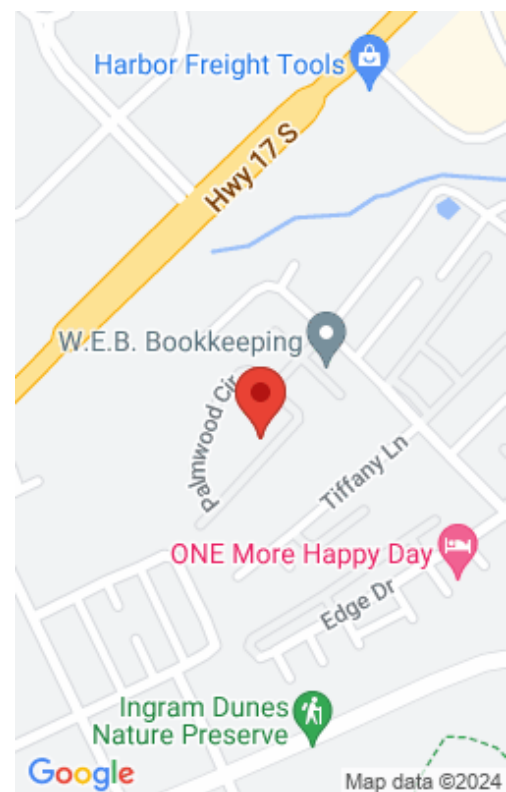 Harbor Freight Tools
Hwy 17 S
W.E.B. Bookkeeping
Palmwood Cir
Tiffany Ln
ONE More Happy Day
Edge Dr
Ingram Dunes
Nature Preserve
Google
Map data ©2024